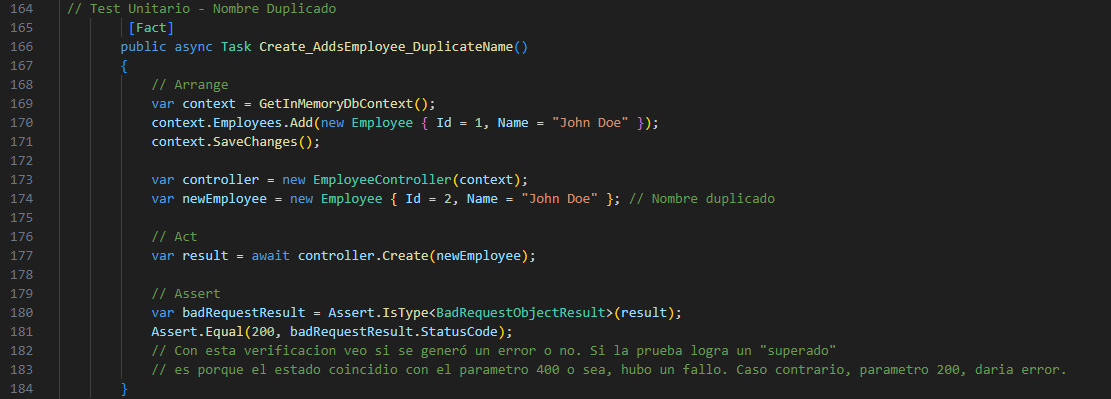 164 // Test Unitario - Nombre Duplicado
165 [Fact]
166 public async Task Create_AddsEmployee_DuplicateName()
167 {
168 // Arrange
169 var context = GetInMemoryDbContext();
170 context.Employees.Add(new Employee { Id = 1, Name = "John Doe" });
171 context.SaveChanges();
172
173 var controller = new EmployeeController(context);
174 var newEmployee = new Employee { Id = 2, Name = "John Doe" }; // Nombre duplicado
175
176 // Act
177 var result = await controller.Create(newEmployee);
178
179 // Assert
180 var badRequestResult = Assert.IsType<BadRequestObjectResult>(result);
181 Assert.Equal(200, badRequestResult.StatusCode);
182 // Con esta verificacion veo si se generó un error o no. Si la prueba logra un "superado"
183 // es porque el estado coincidio con el parametro 400 o sea, hubo un fallo. Caso contrario, parametro 200, daria error.
184 }